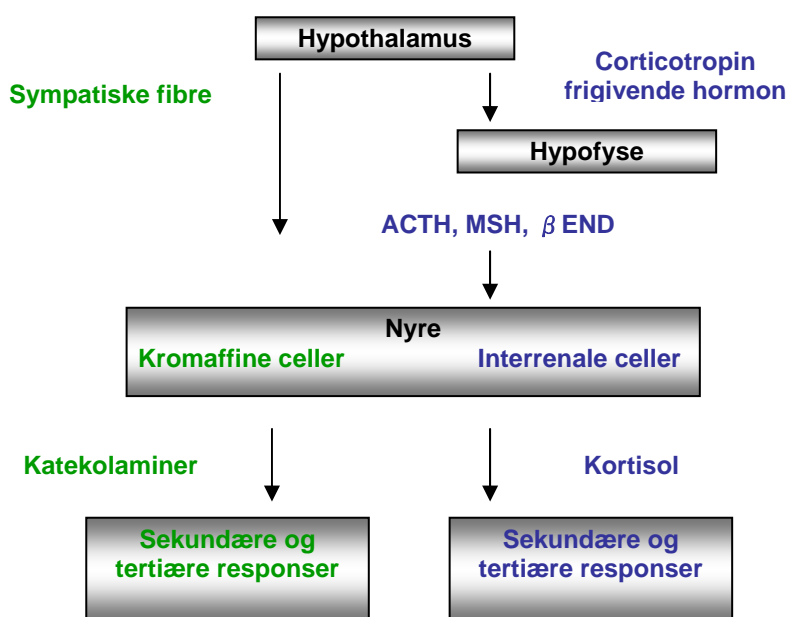 Hypothalamus
Sympatiske fibre
Corticotropin
frigivende hormon
Hypofyse
ACTH, MSH, β END
Nyre
Kromaffine celler
Interrenale celler
Katekolaminer
Kortisol
Sekundære og
tertiære responser
Sekundære og
tertiære responser